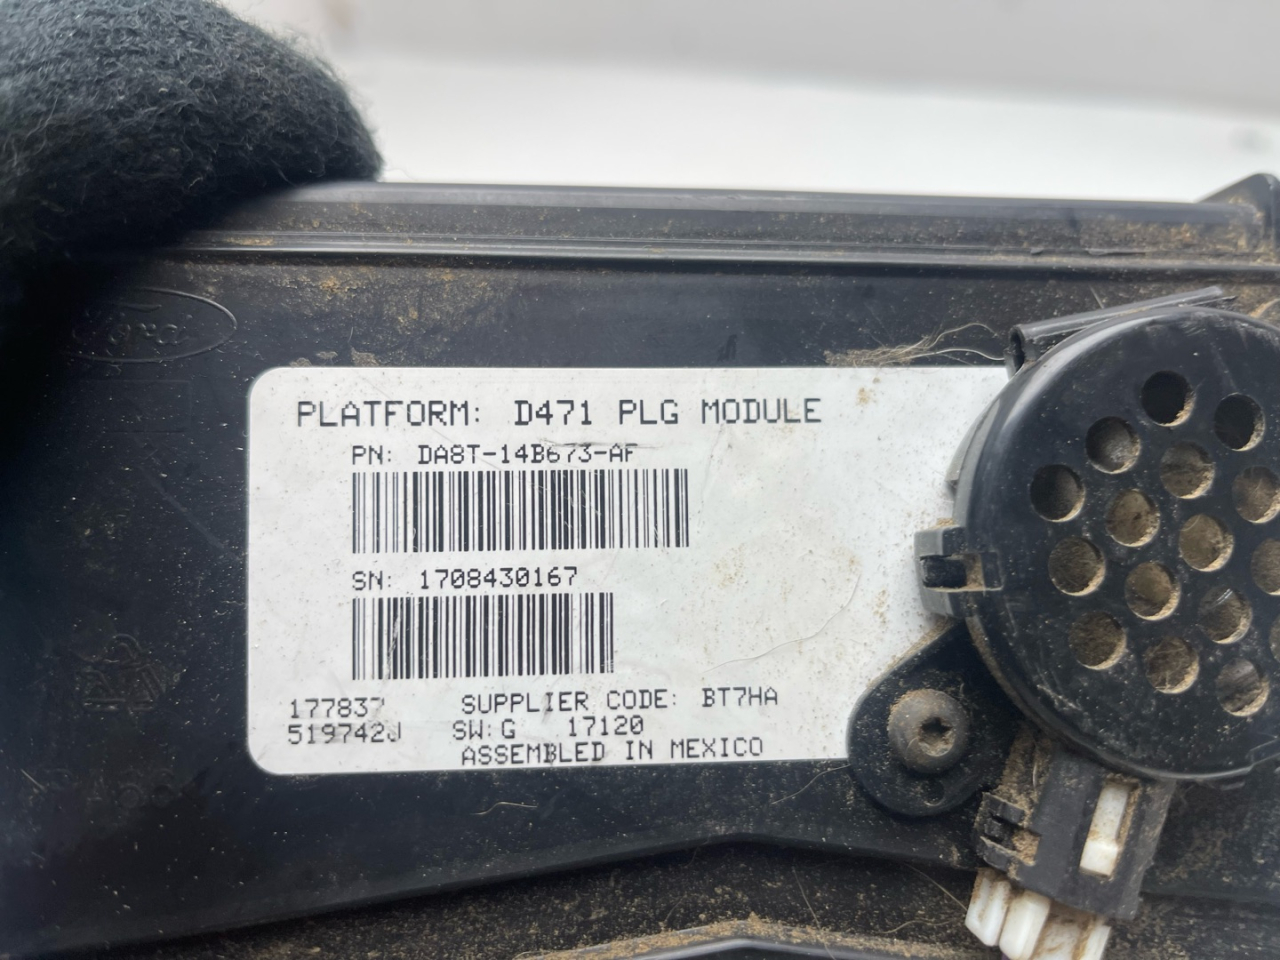 Ford
PLATFORM: D471 PLG MODULE
PN: DA8T-14B673-AF
SN: 1708430167
177837 SUPPLIER CODE: BT7HA
519742J SW:G 17120
ASSEMBLED IN MEXICO